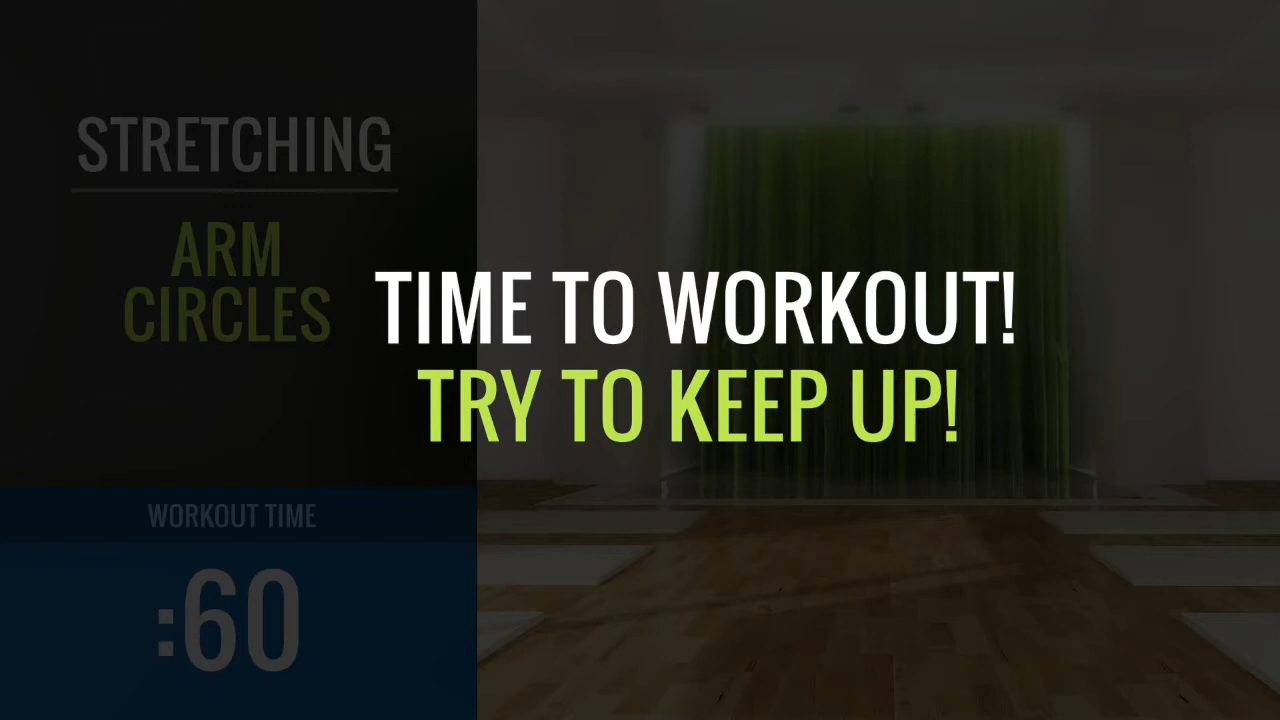 STRETCHING
ARM
CIRCLES
TIME TO WORKOUT!
TRY TO KEEP UP!
WORKOUT TIME
:60